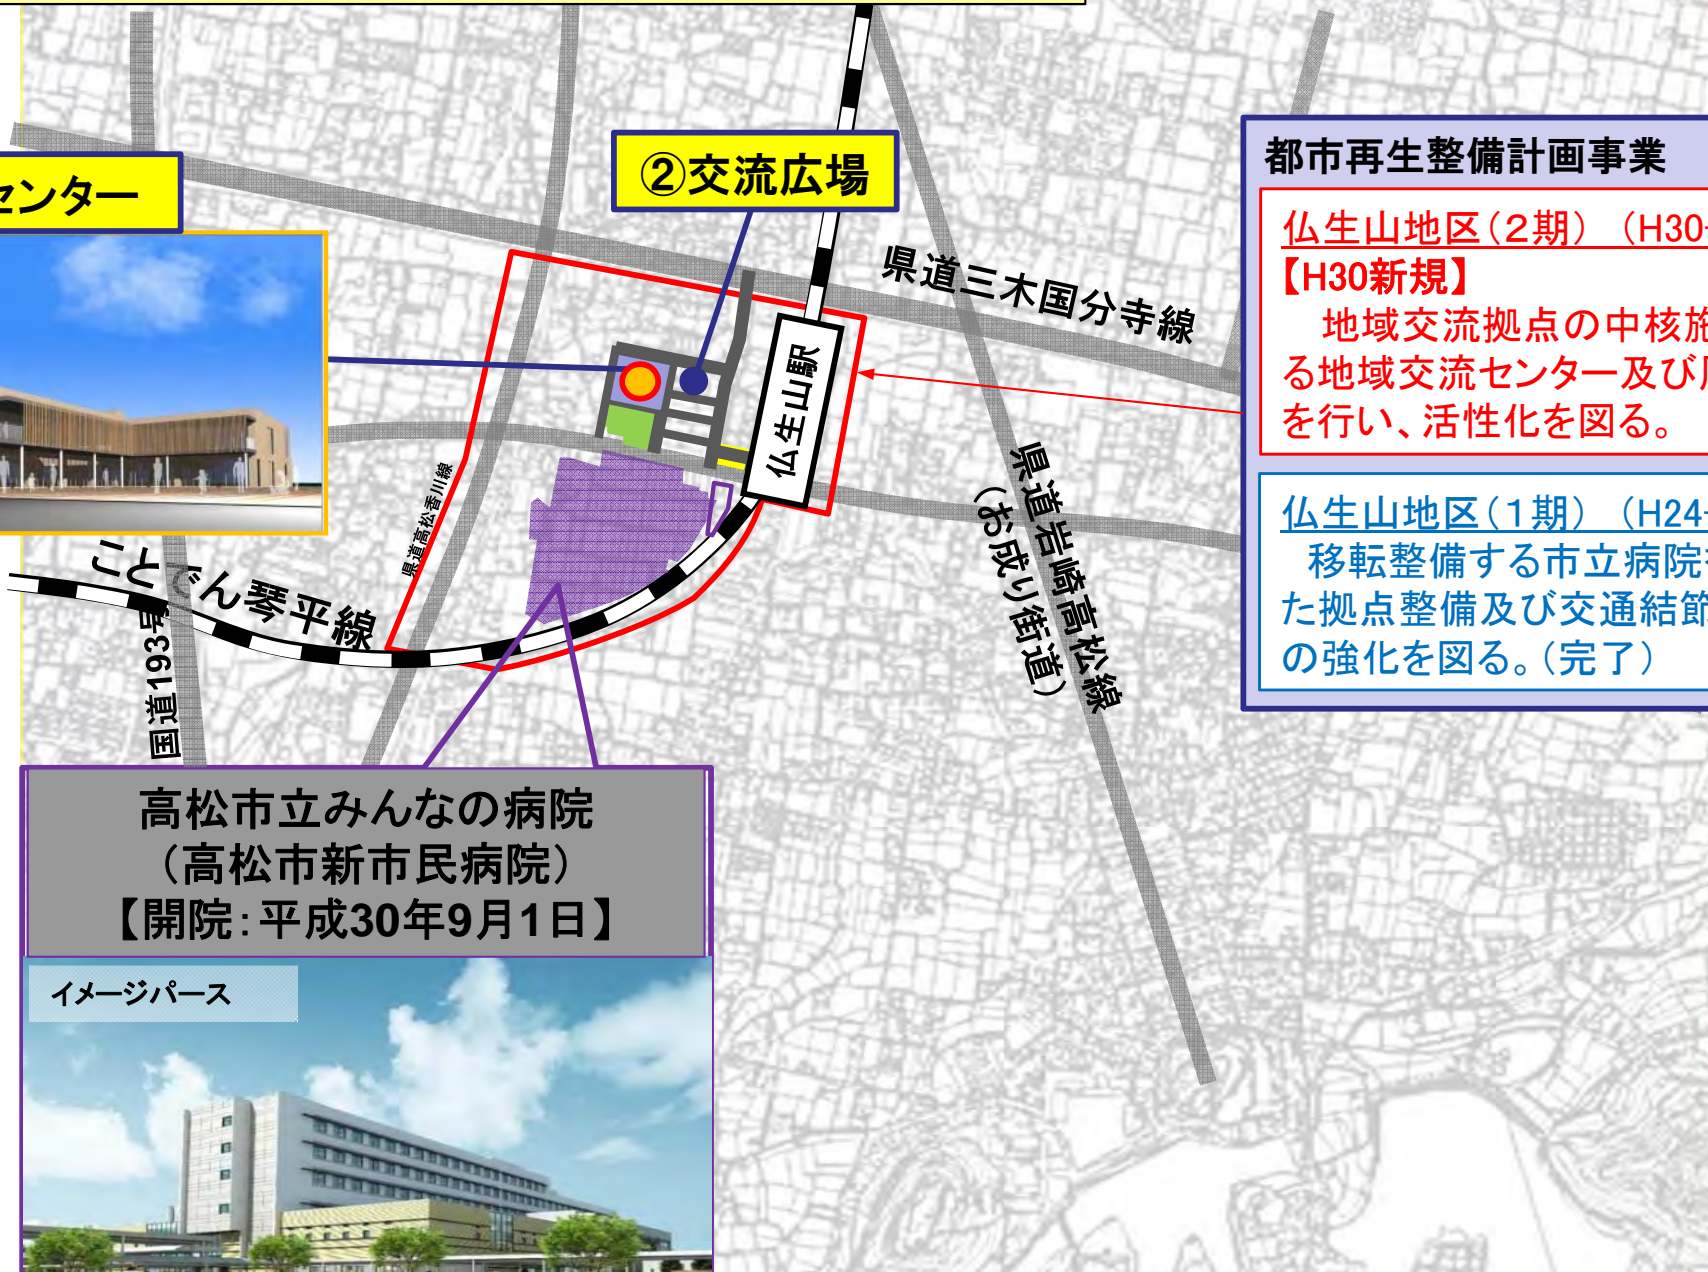 センター
②交流広場
県道三木国分寺線
仏生山駅
県道高松香川線
ことでん琴平線
国道193号
県道岩崎高松線
（お成り街道）
都市再生整備計画事業
仏生山地区（２期）（H30-
【H30新規】
地域交流拠点の中核施
る地域交流センター及び
を行い、活性化を図る。
仏生山地区（１期）（H24-
移転整備する市立病院
た拠点整備及び交通結節
の強化を図る。（完了）
高松市立みんなの病院
（高松市新市民病院）
【開院：平成30年9月1日】
イメージパース